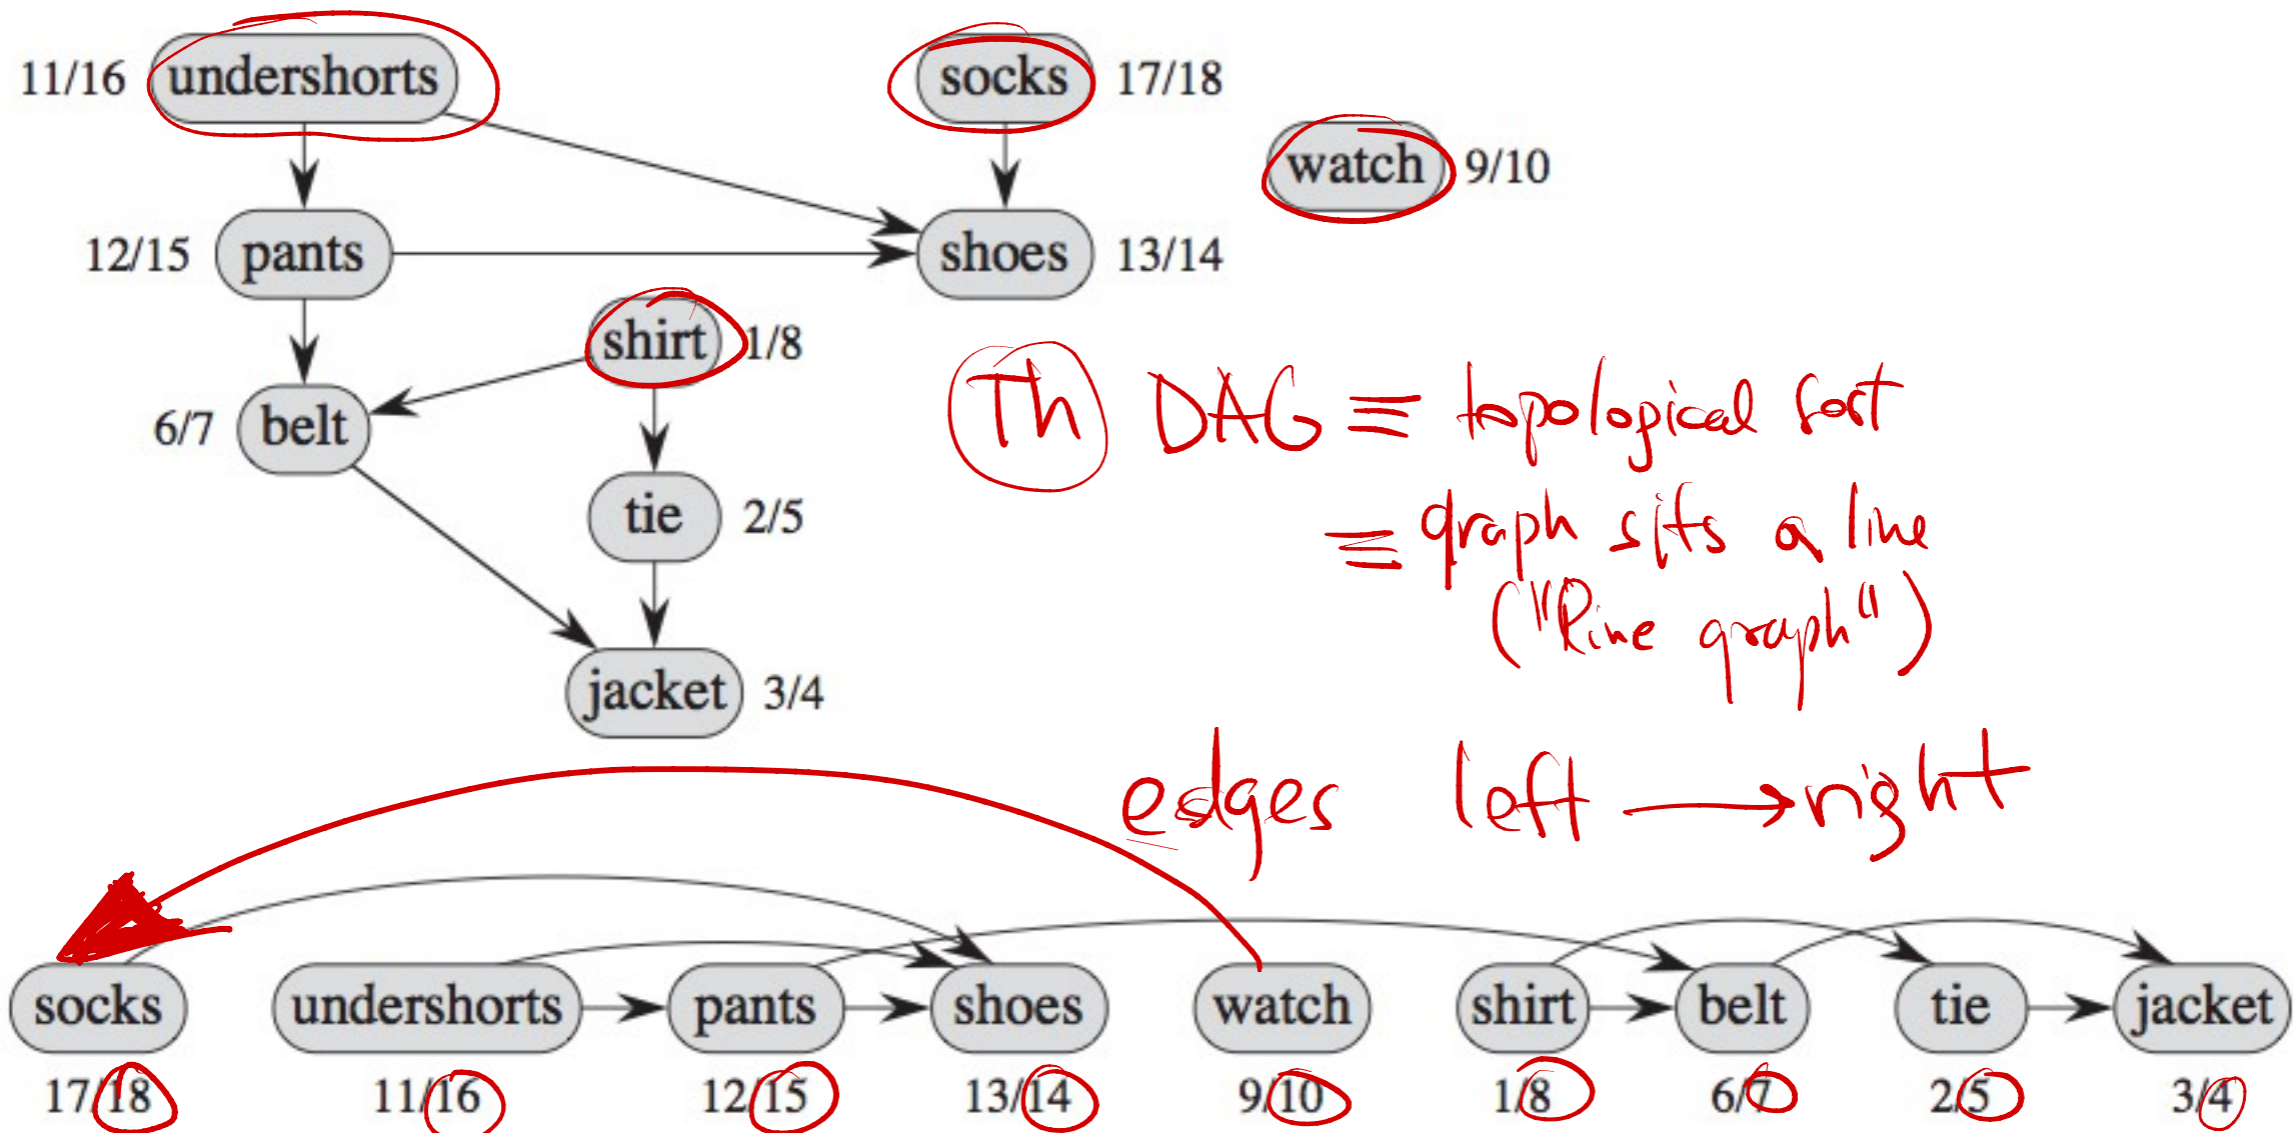 11/16 undershorts socks 17/18
watch 9/10
12/15 pants shoes 13/14
shirt 1/8
Th DAG ≡ topological sort
6/7 belt
tie 2/5
≡ graph sits a line
("line graph")
jacket 3/4
edges left → right
socks undershorts pants shoes watch shirt belt tie jacket
17/18 11/16 12/15 13/14 9/10 1/8 6/7 2/5 3/4